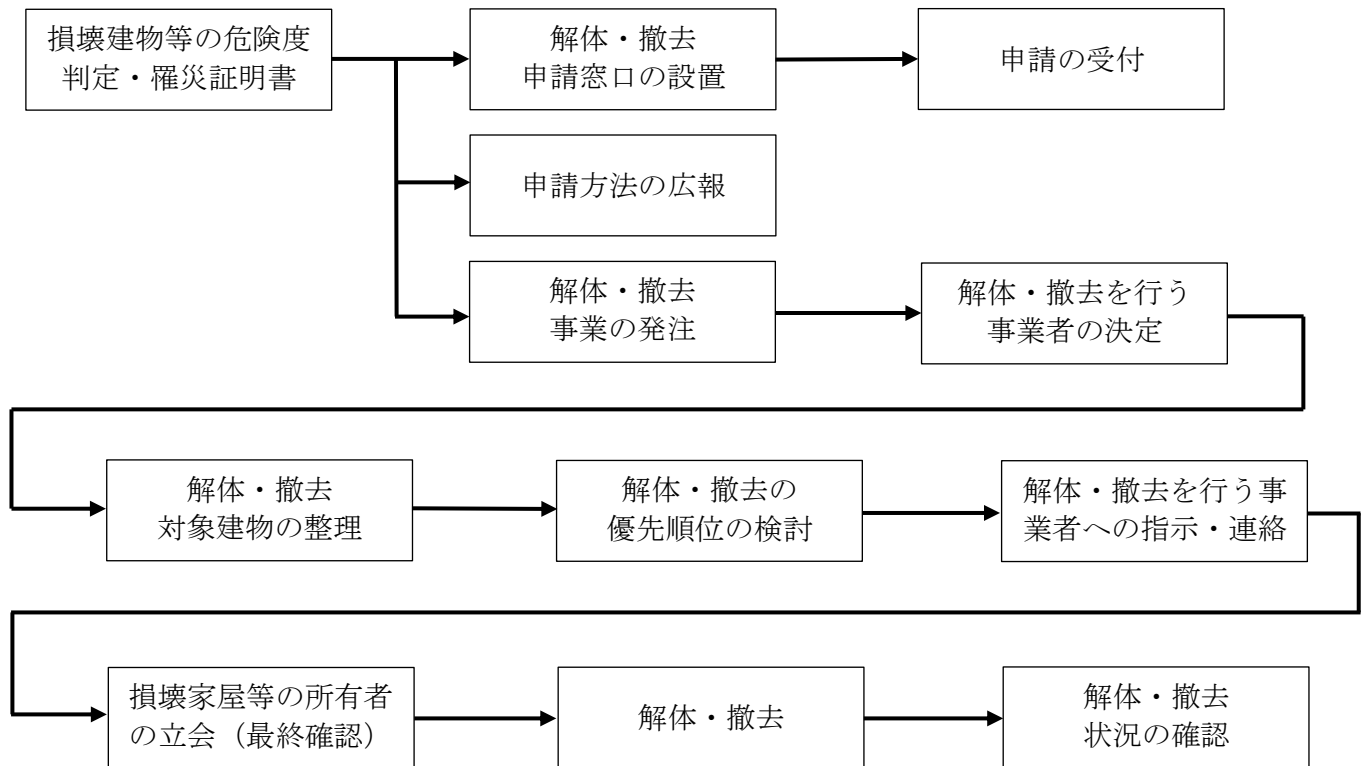 損壊建物等の危険度
判定・罹災証明書
解体・撤去
申請窓口の設置
申請の受付
申請方法の広報
解体・撤去
事業の発注
解体・撤去を行う
事業者の決定
解体・撤去
対象建物の整理
解体・撤去の
優先順位の検討
解体・撤去を行う事
業者への指示・連絡
損壊家屋等の所有者
の立会（最終確認）
解体・撤去
解体・撤去
状況の確認